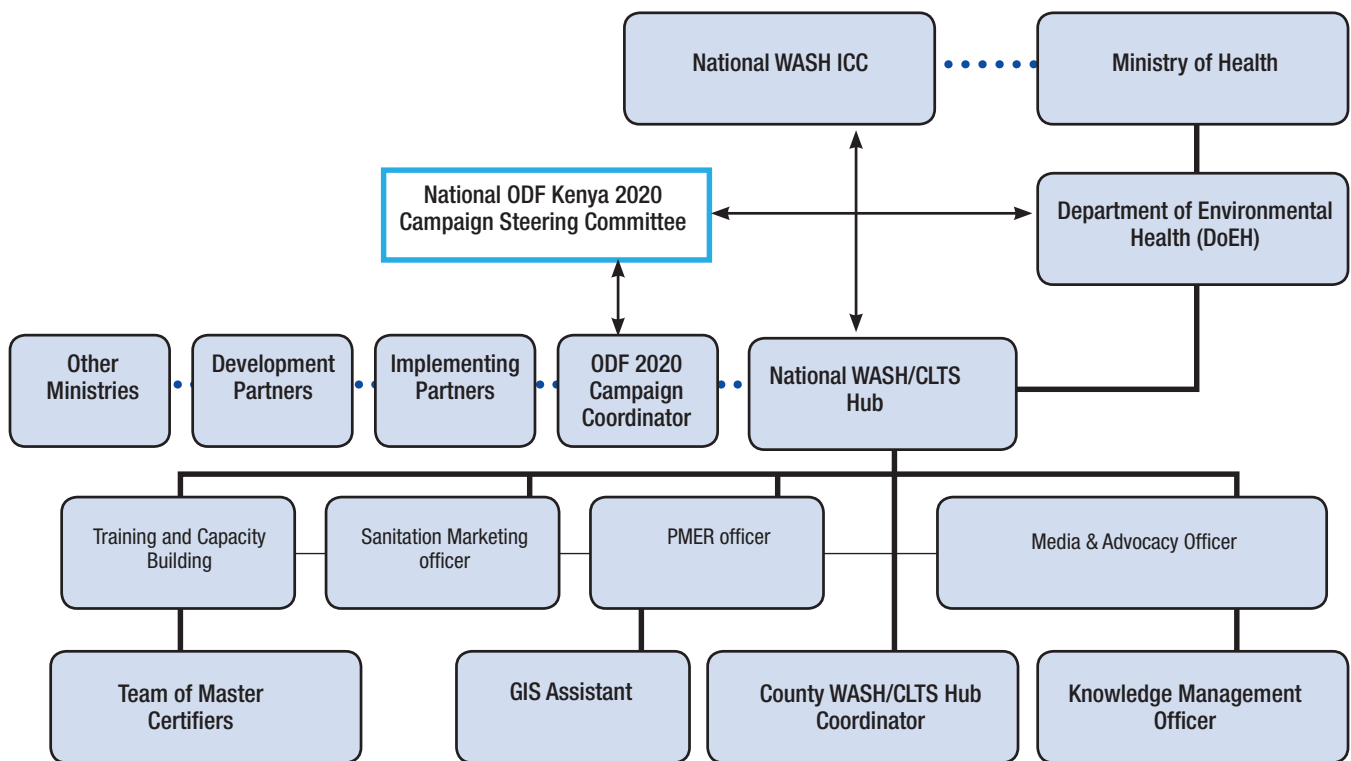 National WASH ICC
Ministry of Health
National ODF Kenya 2020
Campaign Steering Committee
Department of Environmental
Health (DoEH)
Other
Ministries
Development
Partners
Implementing
Partners
ODF 2020
Campaign
Coordinator
National WASH/CLTS
Hub
Training and Capacity
Building
Sanitation Marketing
officer
PMER officer
Media & Advocacy Officer
Team of Master
Certifiers
GIS Assistant
County WASH/CLTS Hub
Coordinator
Knowledge Management
Officer